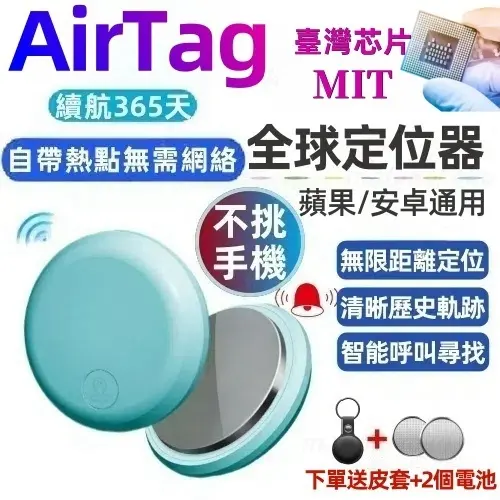 AirTag
臺灣芯片
MIT
續航365天
自帶熱點無需網絡
全球定位器
蘋果/安卓通用
不挑
手機
無限距離定位
清晰歷史軌跡
智能呼叫尋找
下單送皮套+2個電池